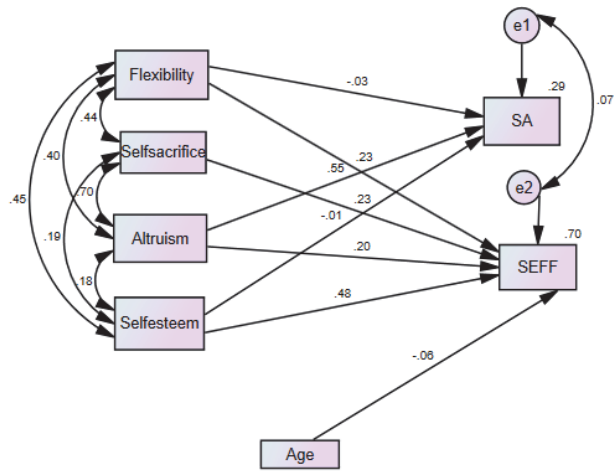 e1
Flexibility
-.03
.29
.07
SA
.44
Selfsacrifice
.40
.55
.23
e2
.45
.70
-.01
.23
.19
Altruism
.20
.70
SEFF
.18
.48
Selfesteem
-.06
Age